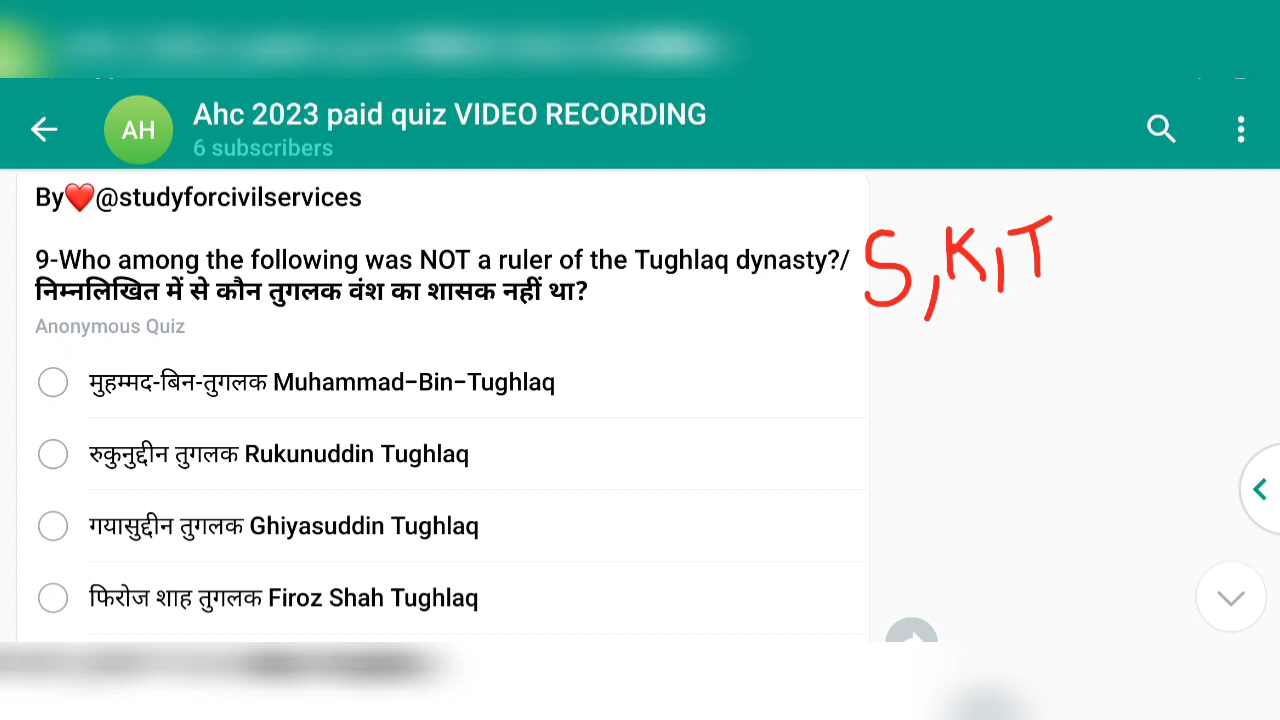 AH
Ahc 2023 paid quiz VIDEO RECORDING
6 subscribers
By❤️@studyforcivilservices
9-Who among the following was NOT a ruler of the Tughlaq dynasty?/
निम्नलिखित में से कौन तुगलक वंश का शासक नहीं था?
S, K, T
Anonymous Quiz
मुहम्मद-बिन-तुगलक Muhammad-Bin-Tughlaq
रुकुनुद्दीन तुगलक Rukunuddin Tughlaq
गयासुद्दीन तुगलक Ghiyasuddin Tughlaq
फिरोज शाह तुगलक Firoz Shah Tughlaq